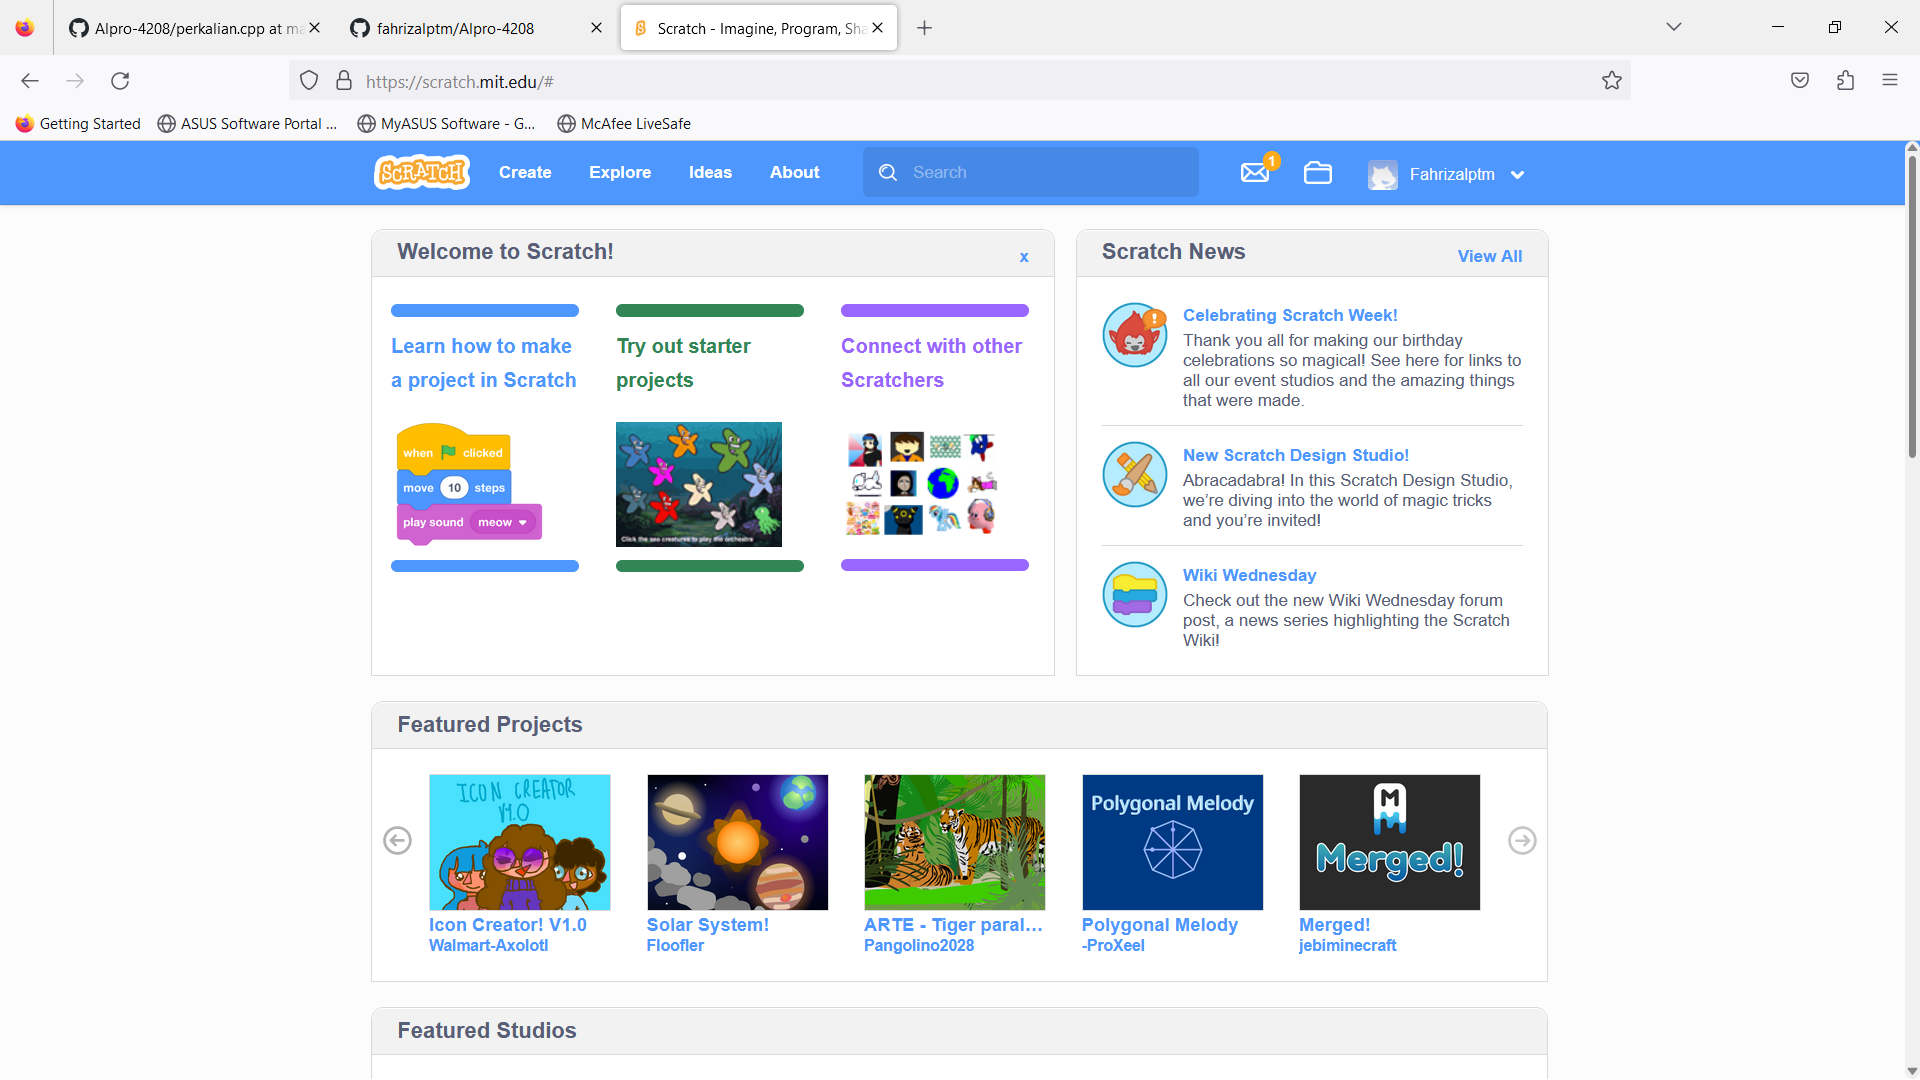 Alpro-4208/perkalian.cpp at ma
fahrizalptm/Alpro-4208
Scratch - Imagine, Program, Sha
https://scratch.mit.edu/#
Getting Started
ASUS Software Portal ...
MyASUS Software - G...
McAfee LiveSafe
SCRATCH
Create
Explore
Ideas
About
Search
1
Fahrizalptm
Welcome to Scratch!
x
Learn how to make
a project in Scratch
when clicked
move 10 steps
play sound meow
Try out starter
projects
Click the sea creatures to play the orchestra
Connect with other
Scratchers
Scratch News
View All
Celebrating Scratch Week!
Thank you all for making our birthday
celebrations so magical! See here for links to
all our event studios and the amazing things
that were made.
New Scratch Design Studio!
Abracadabra! In this Scratch Design Studio,
we're diving into the world of magic tricks
and you're invited!
Wiki Wednesday
Check out the new Wiki Wednesday forum
post, a news series highlighting the Scratch
Wiki!
Featured Projects
ICON CREATOR
V1.0
Icon Creator! V1.0
Walmart-Axolotl
Solar System!
Floofler
ARTE - Tiger paral...
Pangolino2028
Polygonal Melody
Polygonal Melody
-ProXeel
M
Merged!
Merged!
jebiminecraft
Featured Studios